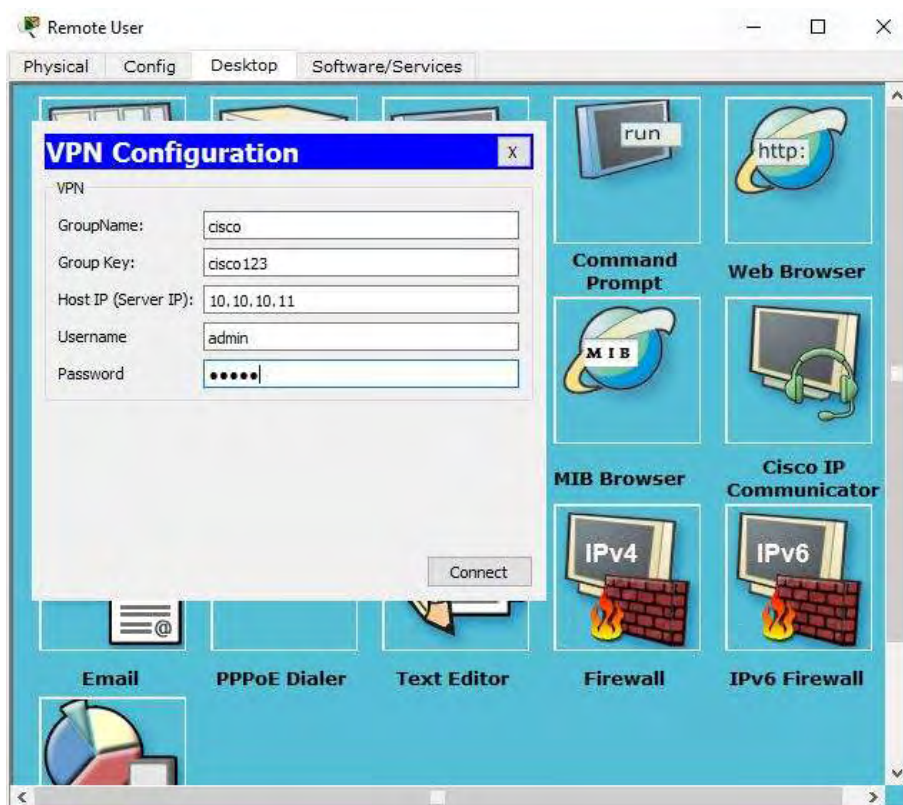 Remote User
Physical Config Desktop Software/Services
VPN Configuration X
VPN
GroupName: cisco
Group Key: cisco123
Host IP (Server IP): 10.10.10.11
Username admin
Password •••••
Connect
run
http:
Command
Prompt
Web Browser
MIB
MIB Browser
Cisco IP
Communicator
IPv4
IPv6
@
Email
PPPoE Dialer
Text Editor
Firewall
IPv6 Firewall